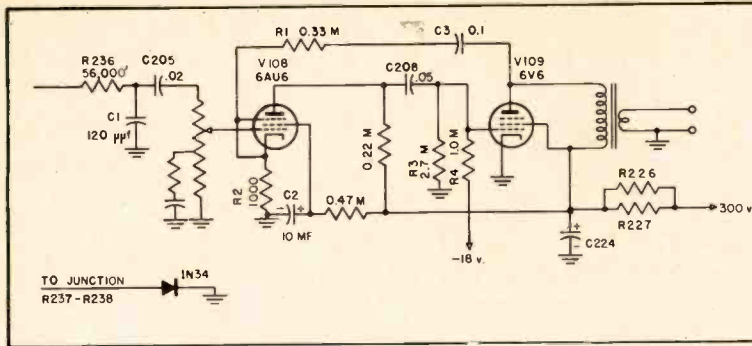 R1 0.33 M
C3 0.1
R236
56,000
C205
.02
V108
6AU6
C208
.05
V109
6V6
C1
120 μμf
R2
1000
C2
10 MF
- +
0.22 M
0.47 M
R3
2.7 M
R4 1.0 M
-18 v.
R226
R227
300 v.
+
-
C224
TO JUNCTION
R237-R238
1N34